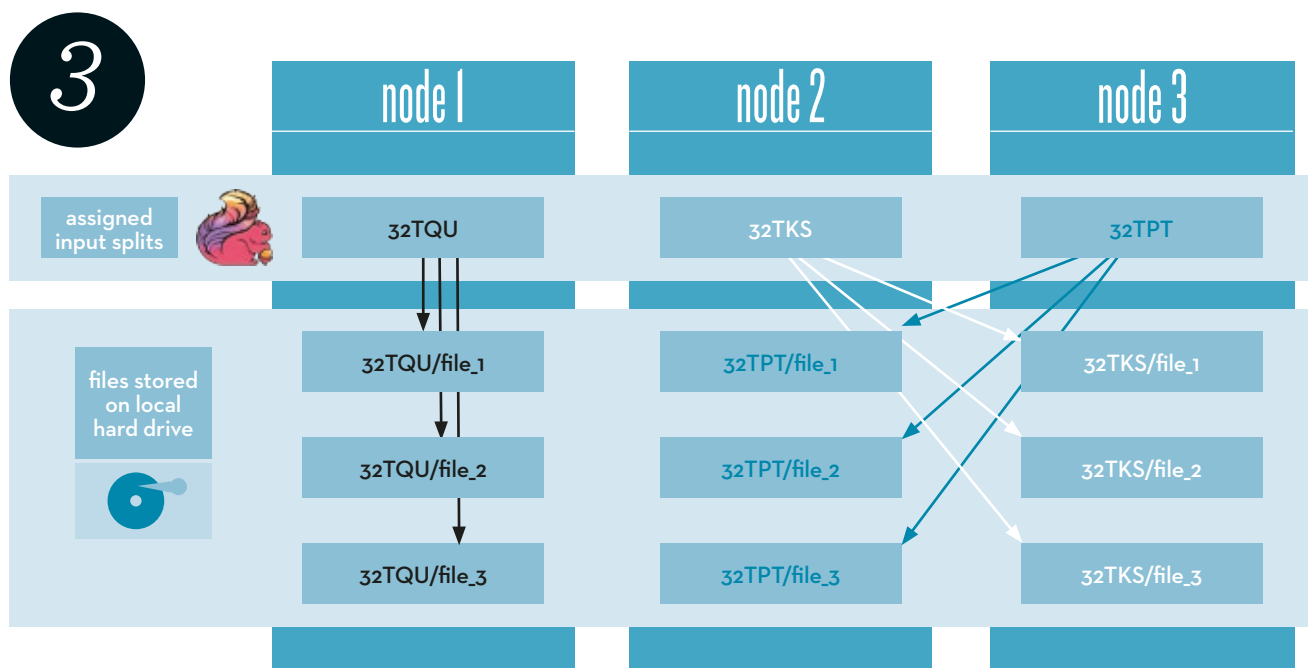 3
node 1
node 2
node 3
assigned
input splits
32TQU
32TKS
32TPT
files stored
on local
hard drive
32TQU/file_1
32TPT/file_1
32TKS/file_1
32TQU/file_2
32TPT/file_2
32TKS/file_2
32TQU/file_3
32TPT/file_3
32TKS/file_3